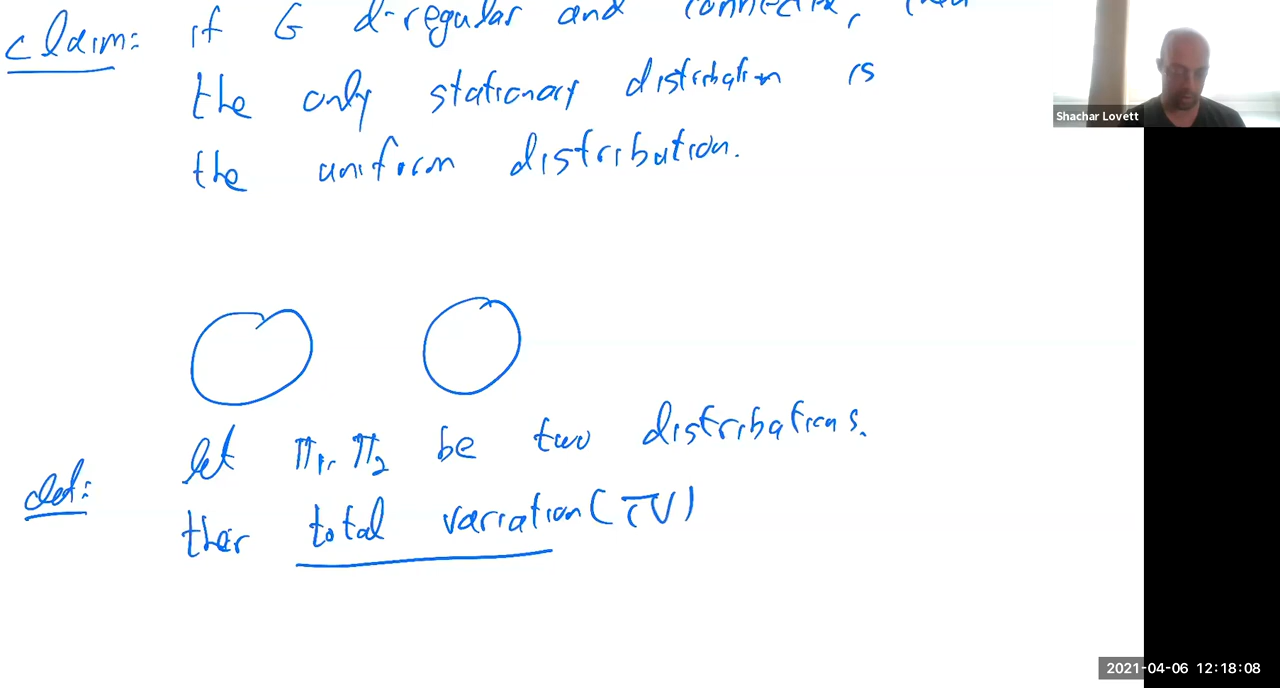 claim: if G d-regular and connected, then
the only stationary distribution is
the uniform distribution.
Shachar Lovett
def: let π₁, π₂ be two distributions.
their total variation (TV)
2021-04-06 12:18:08